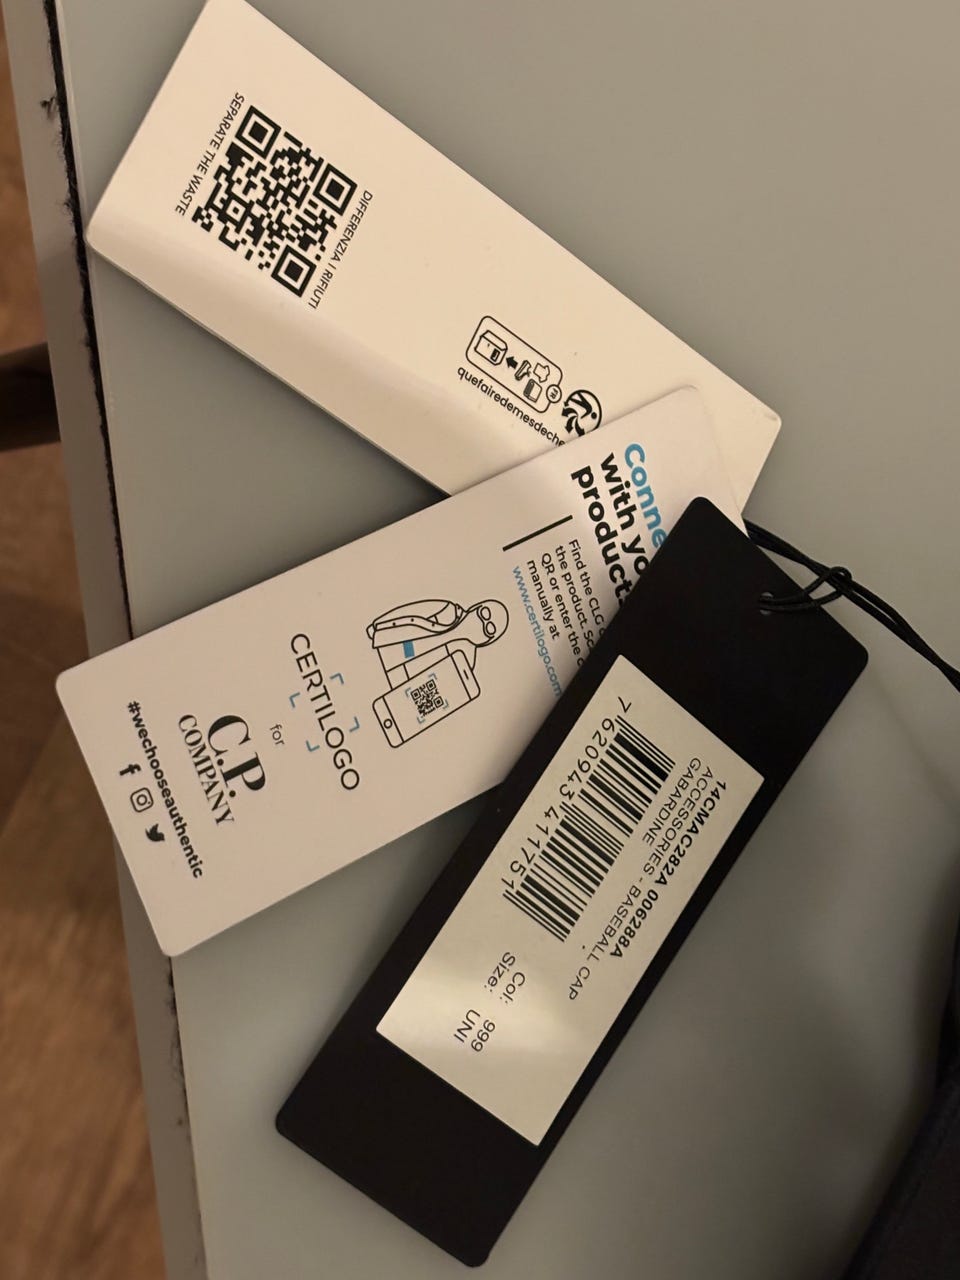 SEPARATE THE WASTE
DIFFERENZIA I RIFIUTI
FR
Conne
with yo
product
Find the CLG
the product. Sc
QR or enter the c
manually at
www.certilogo.com
CERTILOGO
for
C.P.
COMPANY
#wechooseauthentic
14CMAC282A 006288A
ACCESSORIES - BASEBALL CAP
GABARDINE
7 620943 411751
Col: 999
Size: UNI